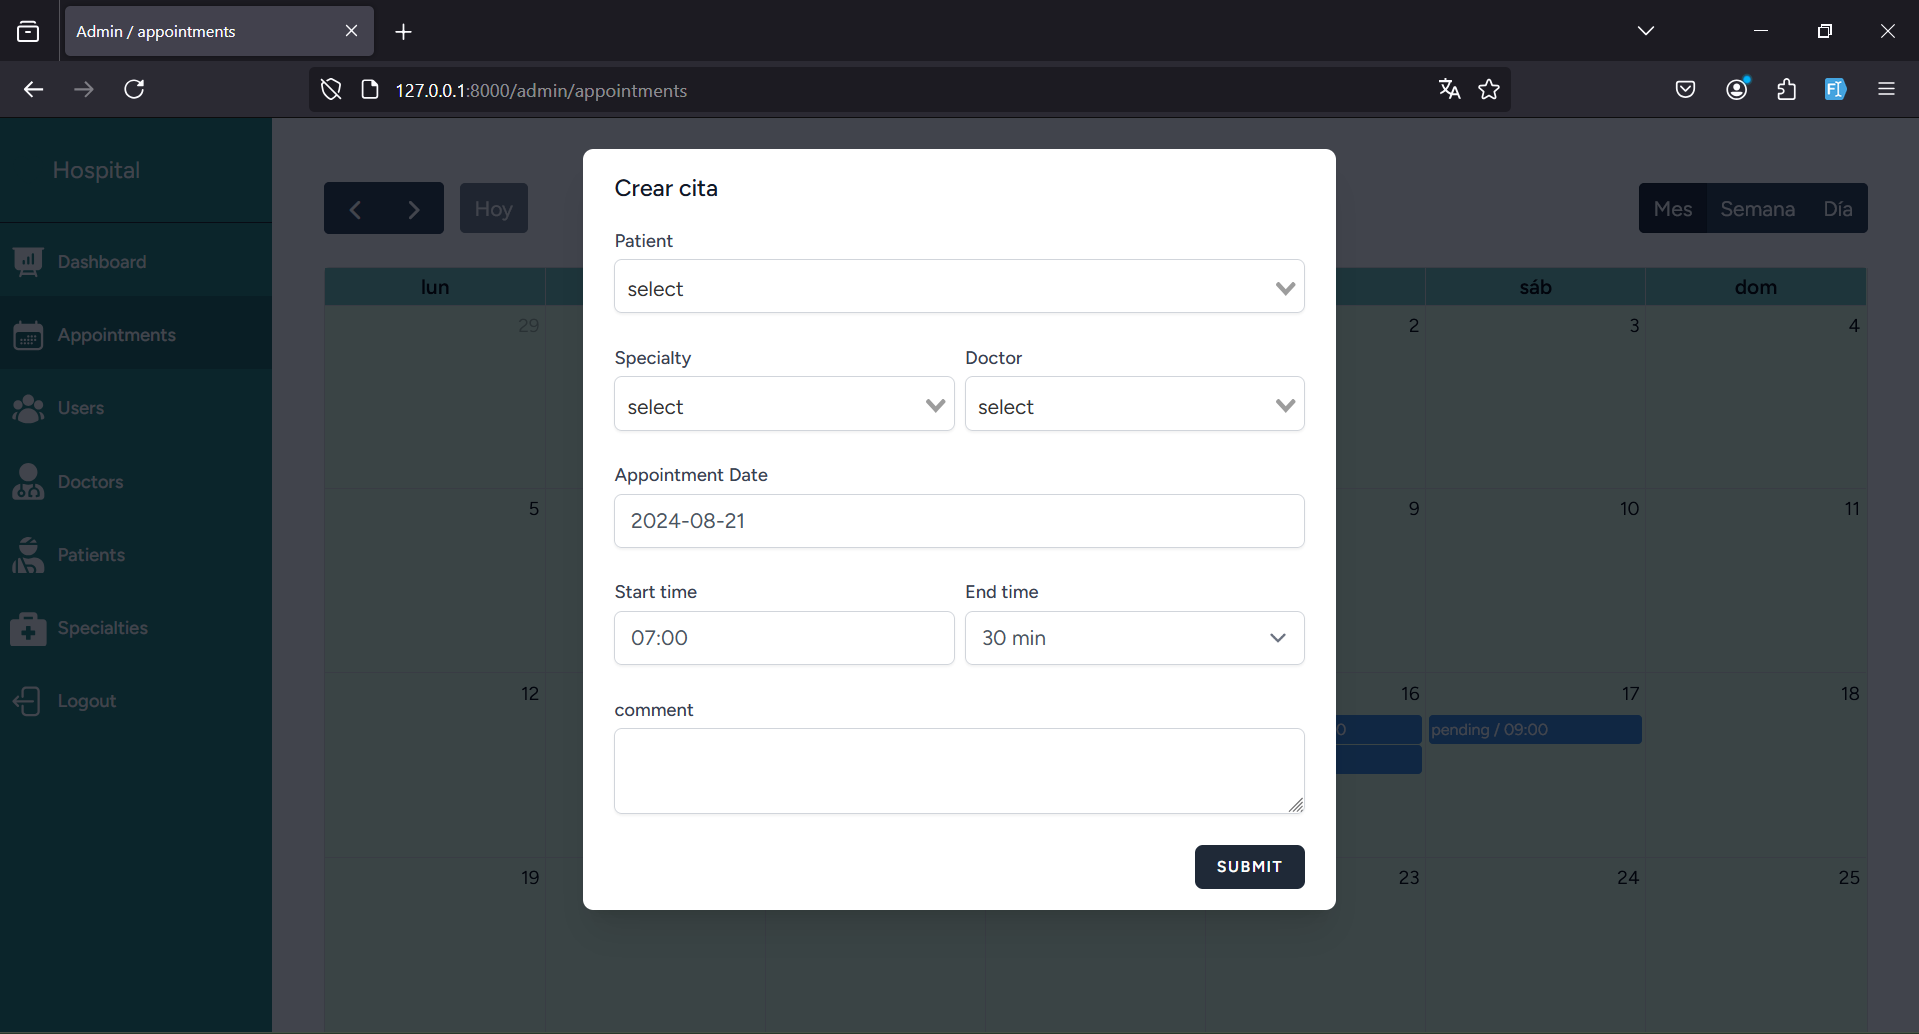 Admin / appointments
127.0.0.1:8000/admin/appointments
Hospital
Dashboard
Appointments
Users
Doctors
Patients
Specialties
Logout
Hoy
Mes Semana Día
lun sáb dom
29 2 3 4
5 9 10 11
12 16 17 18
0 pending / 09:00
19 23 24 25
Crear cita
Patient
select
Specialty Doctor
select select
Appointment Date
2024-08-21
Start time End time
07:00 30 min
comment
SUBMIT